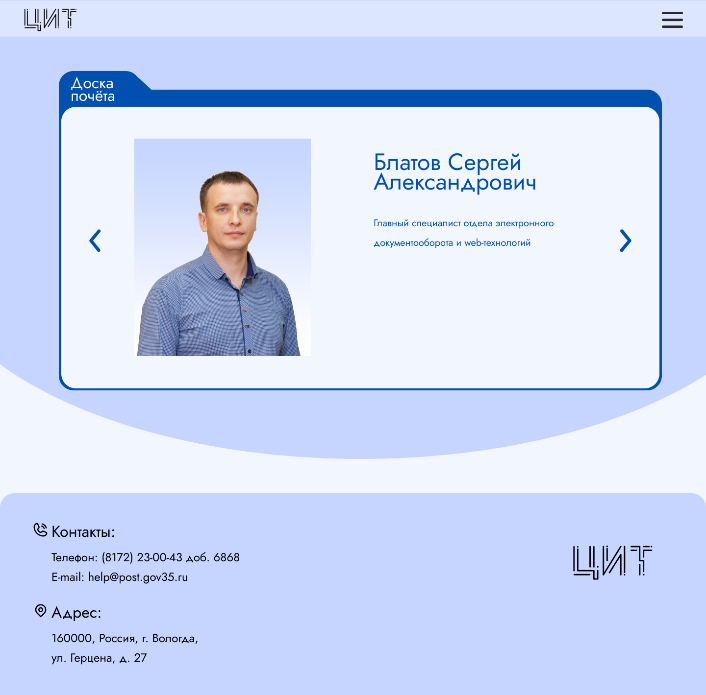 ЦИТ
Доска
почёта
Блатов Сергей
Александрович
Главный специалист отдела электронного
документооборота и web-технологий
Контакты:
Телефон: (8172) 23-00-43 доб. 6868
E-mail: help@post.gov35.ru
ЦИТ
Адрес:
160000, Россия, г. Вологда,
ул. Герцена, д. 27